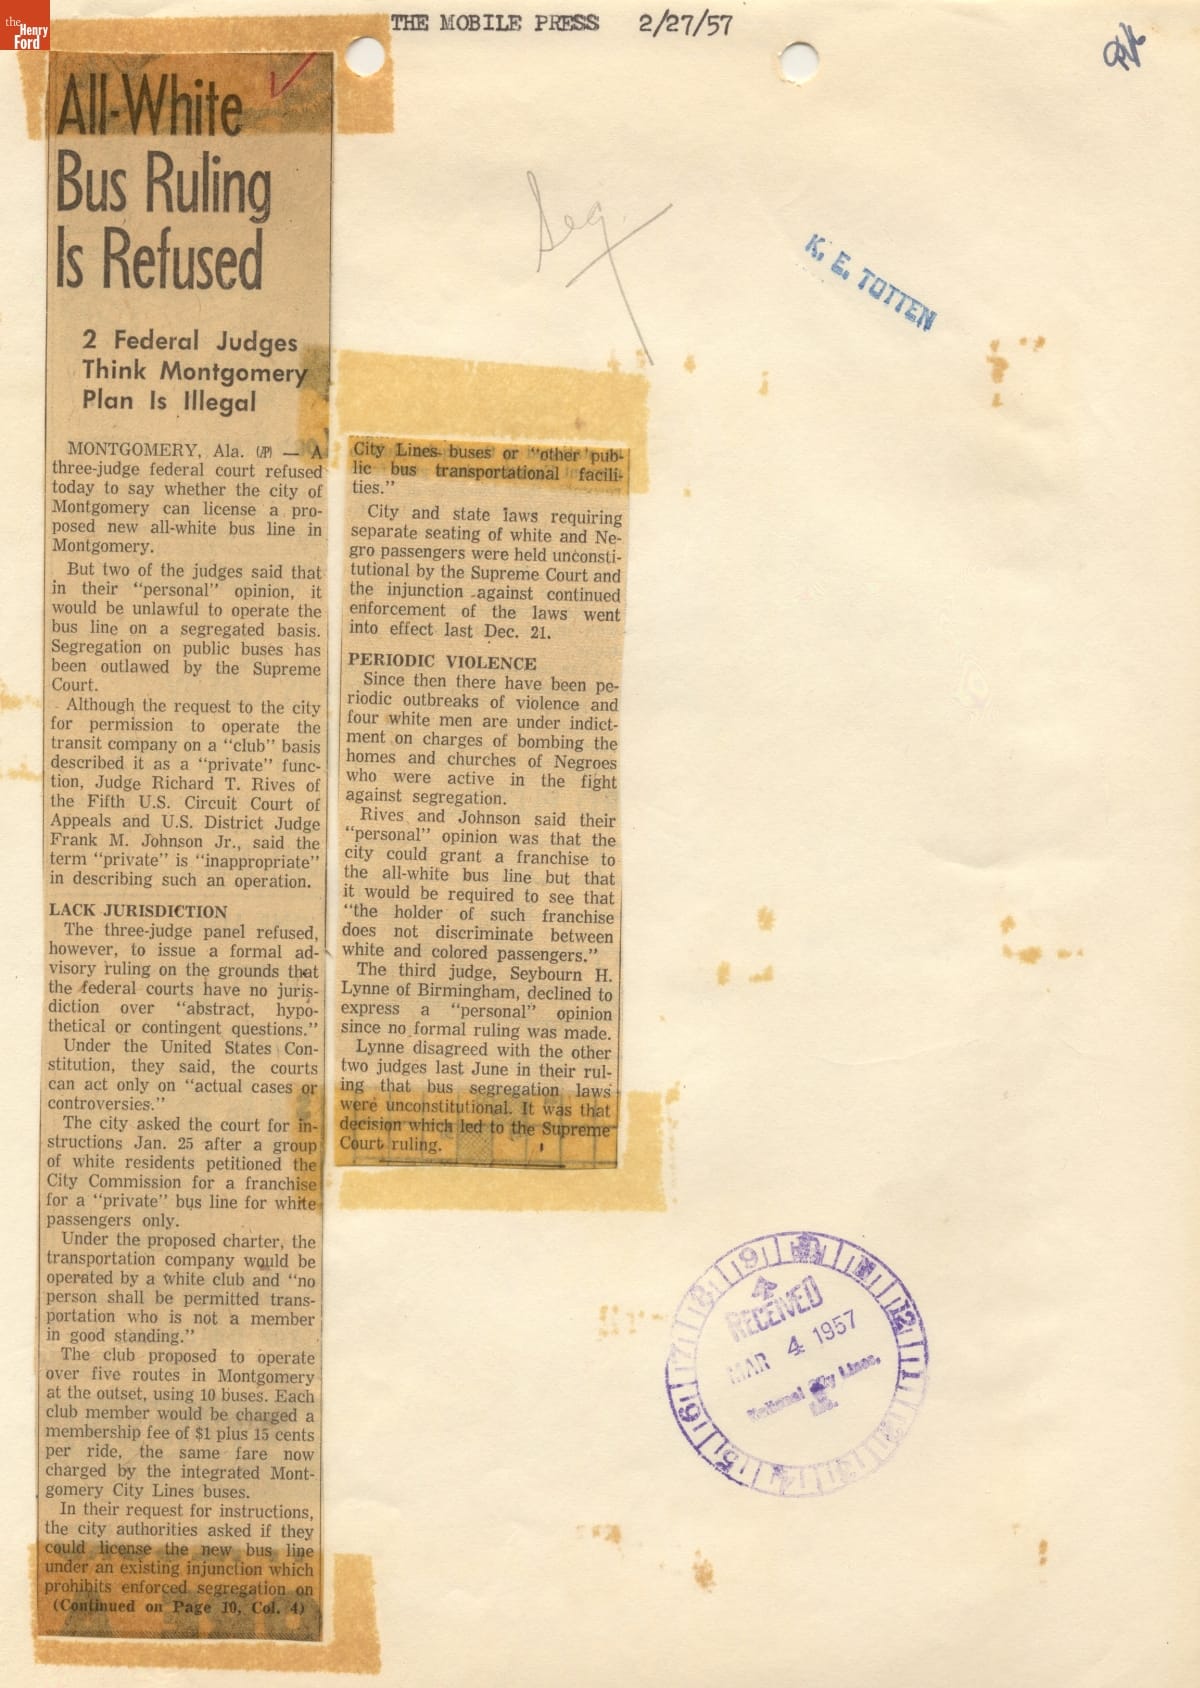 the
Henry
Ford
THE MOBILE PRESS 2/27/57
All-White
Bus Ruling
Is Refused
2 Federal Judges
Think Montgomery
Plan Is Illegal
MONTGOMERY, Ala. (AP) — A
three-judge federal court refused
today to say whether the city of
Montgomery can license a pro-
posed new all-white bus line in
Montgomery.
But two of the judges said that
in their "personal" opinion, it
would be unlawful to operate the
bus line on a segregated basis.
Segregation on public buses has
been outlawed by the Supreme
Court.
Although the request to the city
for permission to operate the
transit company on a "club" basis
described it as a "private" func-
tion, Judge Richard T. Rives of
the Fifth U.S. Circuit Court of
Appeals and U.S. District Judge
Frank M. Johnson Jr., said the
term "private" is "inappropriate"
in describing such an operation.
LACK JURISDICTION
The three-judge panel refused,
however, to issue a formal ad-
visory ruling on the grounds that
the federal courts have no juris-
diction over "abstract, hypo-
thetical or contingent questions."
Under the United States Con-
stitution, they said, the courts
can act only on "actual cases or
controversies."
The city asked the court for in-
structions Jan. 25 after a group
of white residents petitioned the
City Commission for a franchise
for a "private" bus line for white
passengers only.
Under the proposed charter, the
transportation company would be
operated by a white club and "no
person shall be permitted trans-
portation who is not a member
in good standing."
The club proposed to operate
over five routes in Montgomery
at the outset, using 10 buses. Each
club member would be charged a
membership fee of $1 plus 15 cents
per ride, the same fare now
charged by the integrated Mont-
gomery City Lines buses.
In their request for instructions,
the city authorities asked if they
could license the new bus line
under an existing injunction which
prohibits enforced segregation on
(Continued on Page 10, Col. 4)
City Lines buses or "other pub-
lic bus transportational facili-
ties."
City and state laws requiring
separate seating of white and Ne-
gro passengers were held unconsti-
tutional by the Supreme Court and
the injunction against continued
enforcement of the laws went
into effect last Dec. 21.
PERIODIC VIOLENCE
Since then there have been pe-
riodic outbreaks of violence and
four white men are under indict-
ment on charges of bombing the
homes and churches of Negroes
who were active in the fight
against segregation.
Rives and Johnson said their
"personal" opinion was that the
city could grant a franchise to
the all-white bus line but that
it would be required to see that
"the holder of such franchise
does not discriminate between
white and colored passengers."
The third judge, Seybourn H.
Lynne of Birmingham, declined to
express a "personal" opinion
since no formal ruling was made.
Lynne disagreed with the other
two judges last June in their rul-
ing that bus segregation laws
were unconstitutional. It was that
decision which led to the Supreme
Court ruling.
Seg.
K. E. TOTTEN
RECEIVED
MAR 4 1957
National City Lines,
Inc.